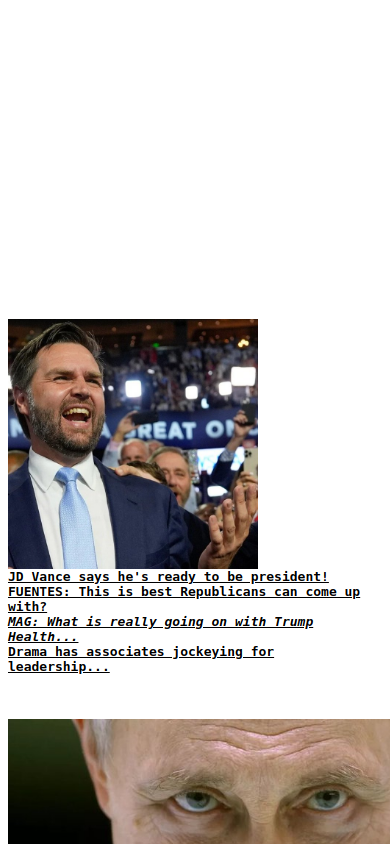 N A GREAT ON
JD Vance says he's ready to be president!
FUENTES: This is best Republicans can come up
with?
MAG: What is really going on with Trump
Health...
Drama has associates jockeying for
leadership...